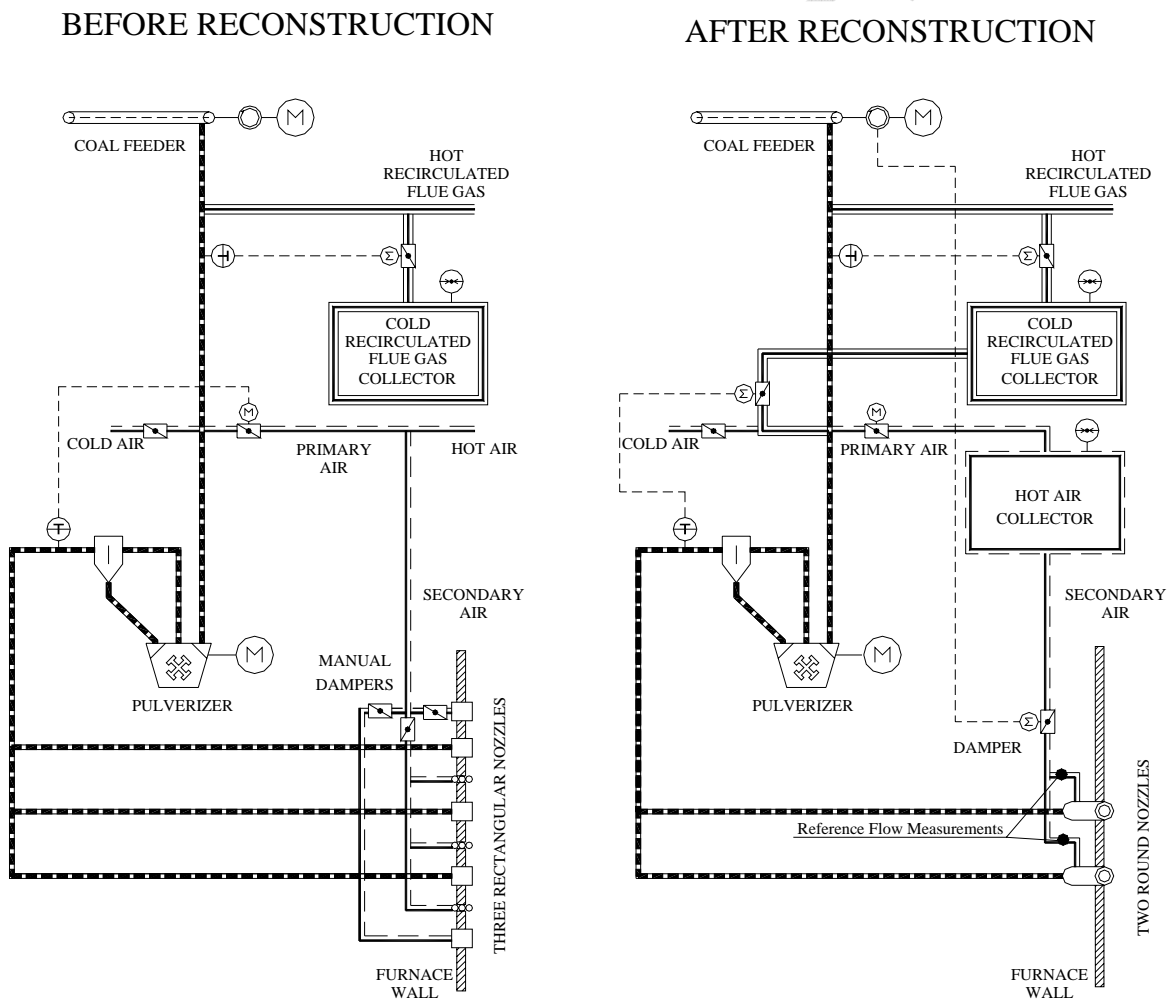 BEFORE RECONSTRUCTION
M
COAL FEEDER
HOT
RECIRCULATED
FLUE GAS
T
Σ
COLD
RECIRCULATED
FLUE GAS
COLLECTOR
M
COLD AIR
PRIMARY
AIR
HOT AIR
T
SECONDARY
AIR
M
PULVERIZER
MANUAL
DAMPERS
THREE RECTANGULAR NOZZLES
FURNACE
WALL
AFTER RECONSTRUCTION
M
COAL FEEDER
HOT
RECIRCULATED
FLUE GAS
T
Σ
COLD
RECIRCULATED
FLUE GAS
COLLECTOR
Σ
M
COLD AIR
PRIMARY AIR
HOT AIR
COLLECTOR
T
SECONDARY
AIR
M
PULVERIZER
Σ
DAMPER
Reference Flow Measurements
TWO ROUND NOZZLES
FURNACE
WALL